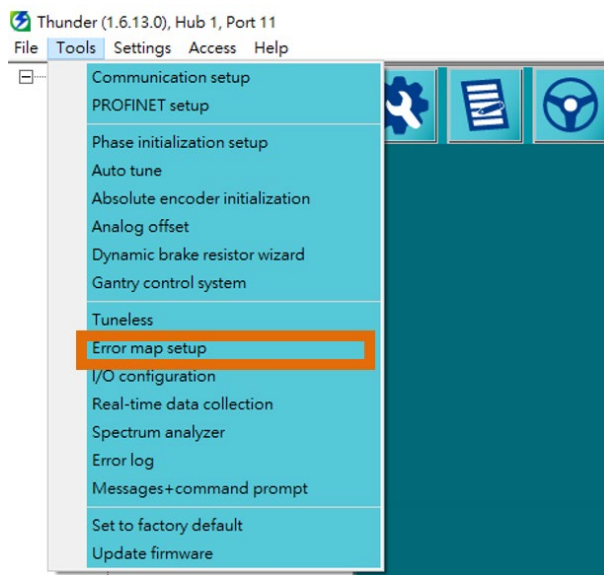 Thunder (1.6.13.0), Hub 1, Port 11
File Tools Settings Access Help
Communication setup
PROFINET setup
Phase initialization setup
Auto tune
Absolute encoder initialization
Analog offset
Dynamic brake resistor wizard
Gantry control system
Tuneless
Error map setup
I/O configuration
Real-time data collection
Spectrum analyzer
Error log
Messages+command prompt
Set to factory default
Update firmware